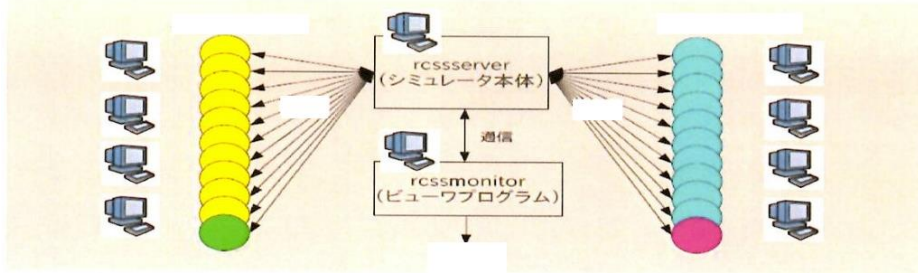 rcssserver
(シミュレータ本体)
通信
rcssmonitor
(ビューワプログラム)